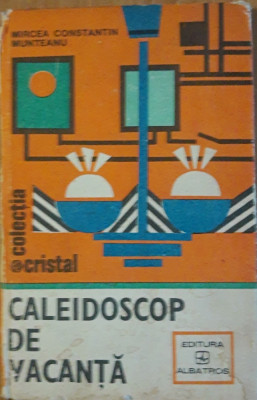 MIRCEA CONSTANTIN
MUNTEANU
colecția
cristal
CALEIDOSCOP
DE
VACANȚĂ
EDITURA
ALBATROS